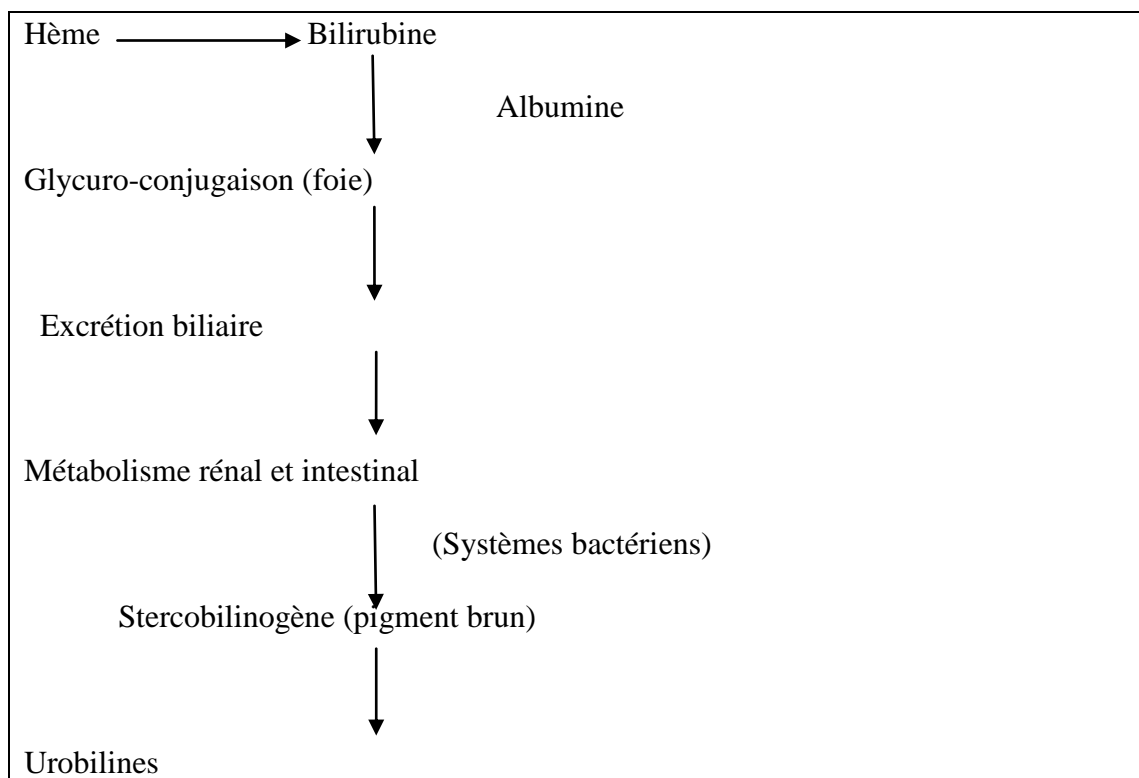 Hème Bilirubine
Albumine
Glycuro-conjugaison (foie)
Excrétion biliaire
Métabolisme rénal et intestinal
(Systèmes bactériens)
Stercobilinogène (pigment brun)
Urobilines